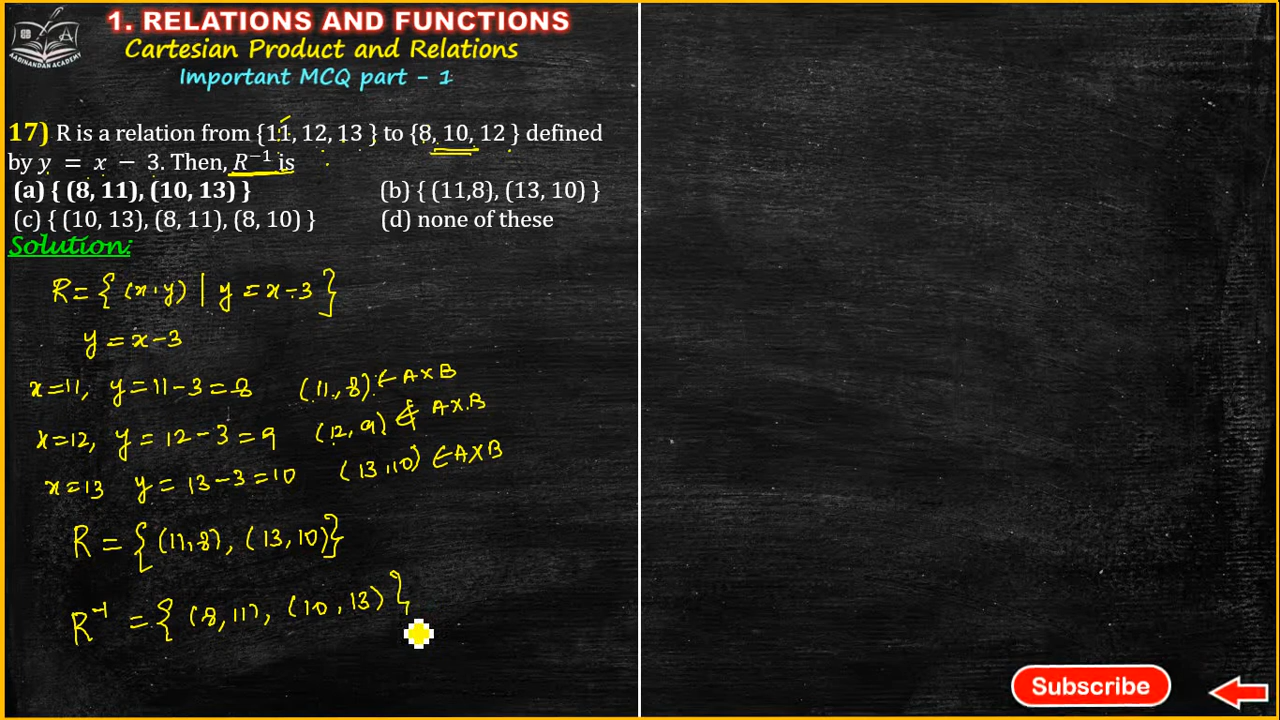 AADINANDAN ACADEMY
1. RELATIONS AND FUNCTIONS
Cartesian Product and Relations
Important MCQ part - 1
17) R is a relation from {11, 12, 13 } to {8, 10, 12 } defined
by y = x − 3. Then, R⁻¹ is
(a) { (8, 11), (10, 13) } (b) { (11,8), (13, 10) }
(c) { (10, 13), (8, 11), (8, 10) } (d) none of these
Solution:
R = { (x,y) | y = x-3 }
y = x-3
x=11, y = 11-3 = 8 (11,8) ∈ A×B
x=12, y = 12-3 = 9 (12,9) ∉ A×B
x=13 y = 13-3 = 10 (13,10) ∈ A×B
R = { (11,8), (13,10) }
R⁻¹ = { (8,11), (10,13) }
Subscribe